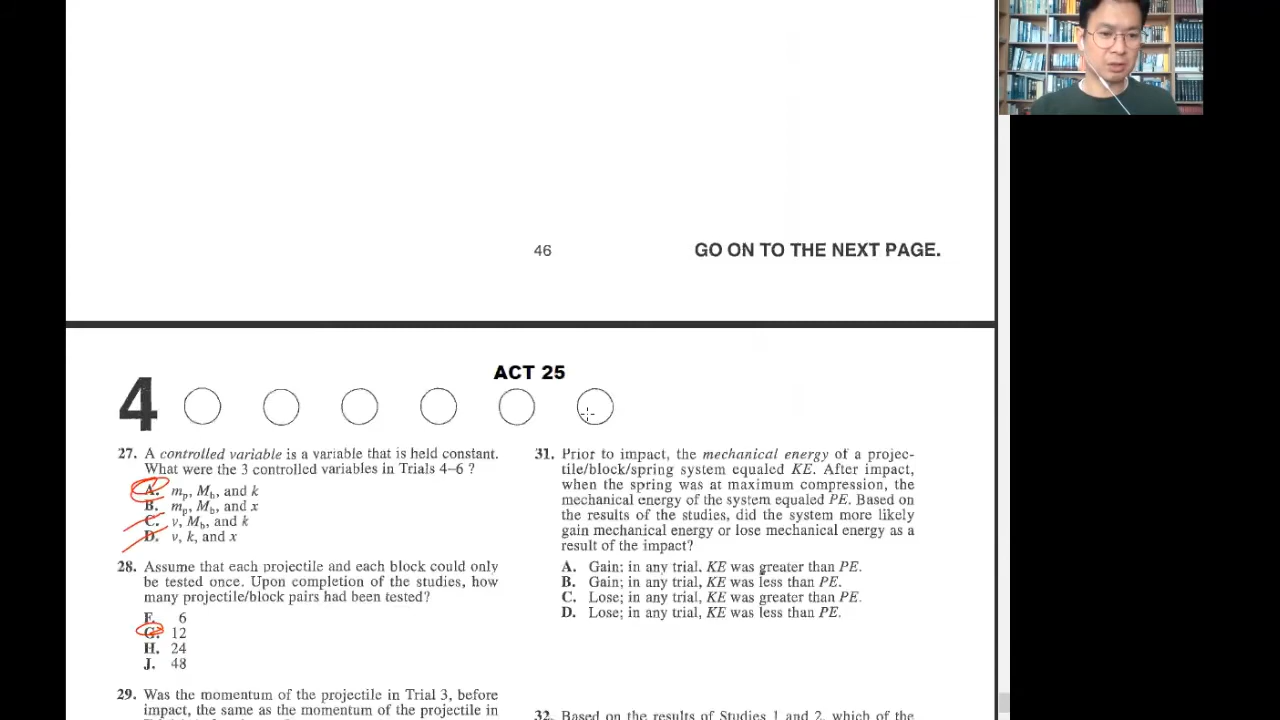 46
GO ON TO THE NEXT PAGE.
ACT 25
4
27. A controlled variable is a variable that is held constant.
What were the 3 controlled variables in Trials 4–6 ?
A. mp, Mb, and k
B. mp, Mb, and x
C. v, Mb, and k
D. v, k, and x
28. Assume that each projectile and each block could only
be tested once. Upon completion of the studies, how
many projectile/block pairs had been tested?
F. 6
G. 12
H. 24
J. 48
29. Was the momentum of the projectile in Trial 3, before
impact, the same as the momentum of the projectile in
31. Prior to impact, the mechanical energy of a projec-
tile/block/spring system equaled KE. After impact,
when the spring was at maximum compression, the
mechanical energy of the system equaled PE. Based on
the results of the studies, did the system more likely
gain mechanical energy or lose mechanical energy as a
result of the impact?
A. Gain; in any trial, KE was greater than PE.
B. Gain; in any trial, KE was less than PE.
C. Lose; in any trial, KE was greater than PE.
D. Lose; in any trial, KE was less than PE.
32. Based on the results of Studies 1 and 2, which of the